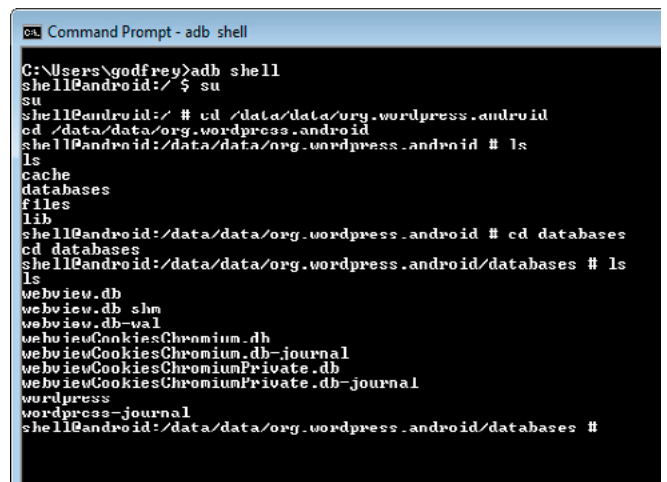 Command Prompt - adb shell
C:\Users\godfrey>adb shell
shell@android:/ $ su
su
shell@android:/ # cd /data/data/org.wordpress.android
cd /data/data/org.wordpress.android
shell@android:/data/data/org.wordpress.android # ls
ls
cache
databases
files
lib
shell@android:/data/data/org.wordpress.android # cd databases
cd databases
shell@android:/data/data/org.wordpress.android/databases # ls
ls
webview.db
webview.db-shm
webview.db-wal
webviewCookiesChromium.db
webviewCookiesChromium.db-journal
webviewCookiesChromiumPrivate.db
webviewCookiesChromiumPrivate.db-journal
wordpress
wordpress-journal
shell@android:/data/data/org.wordpress.android/databases #